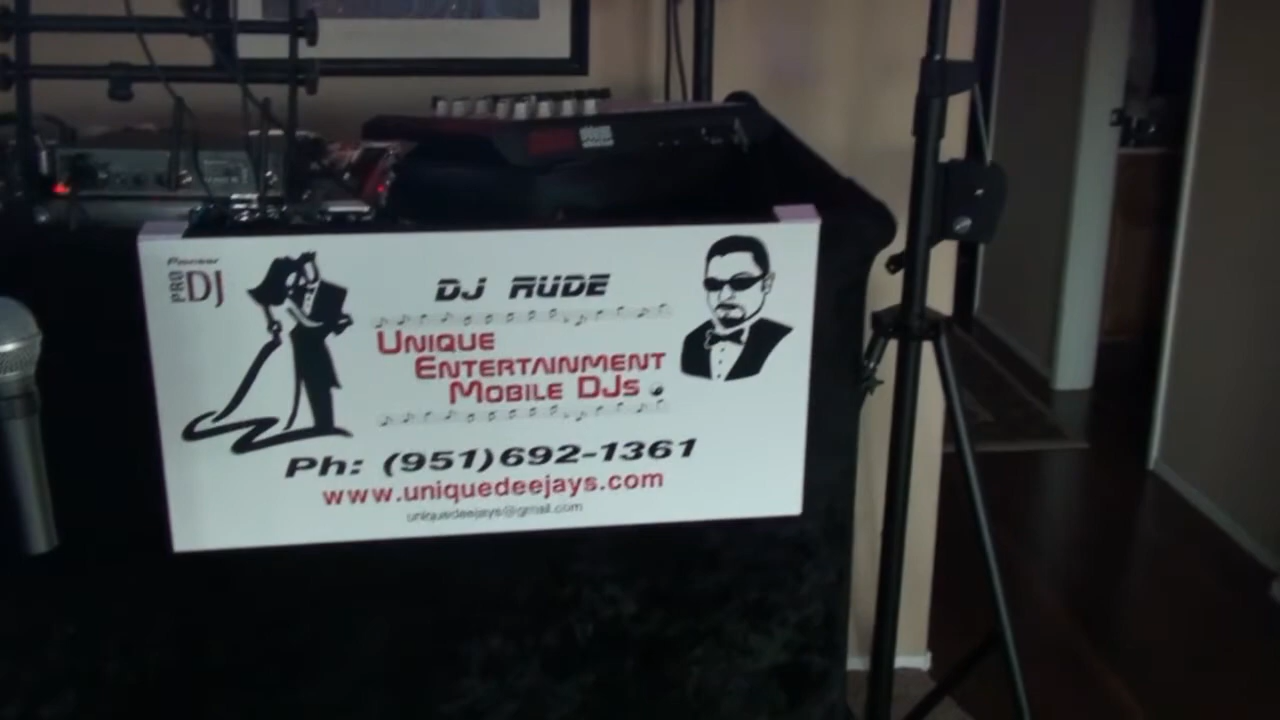 Pioneer
PRO DJ
DJ RUDE
UNIQUE
ENTERTAINMENT
MOBILE DJS
Ph: (951)692-1361
www.uniquedeejays.com
uniquedeejays@gmail.com